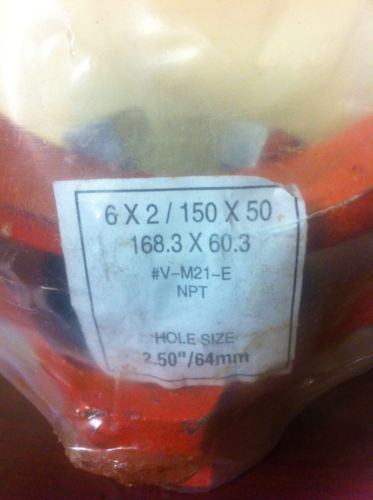 6 X 2 / 150 X 50
168.3 X 60.3
#V-M21-E
NPT
HOLE SIZE
2.50"/64mm